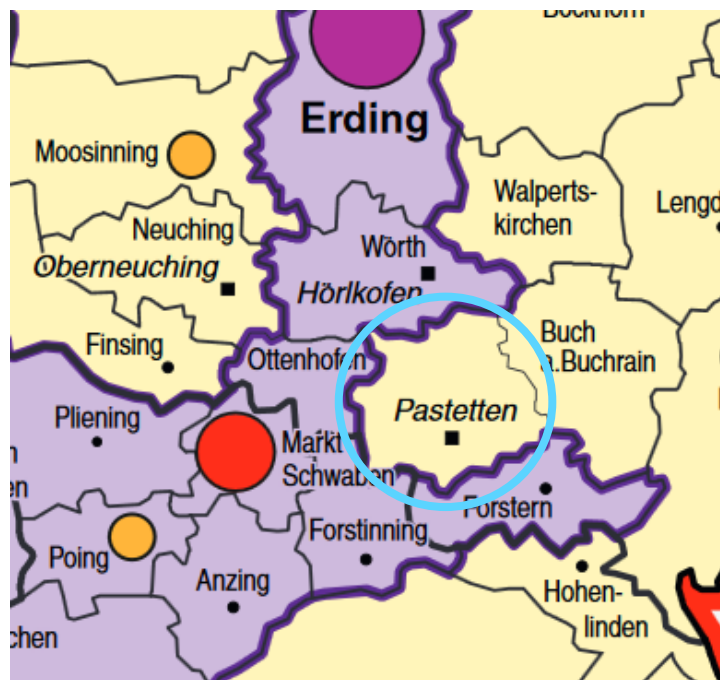 Bockhorn
Erding
Moosinning
Walperts-
kirchen
Lengd
Neuching
Oberneuching
Wörth
Hörlkofen
Finsing
Ottenhofen
Buch
a.Buchrain
Pliening
Pastetten
Markt
Schwaben
n
en
Forstern
Poing
Forstinning
Anzing
Hohen-
linden
chen